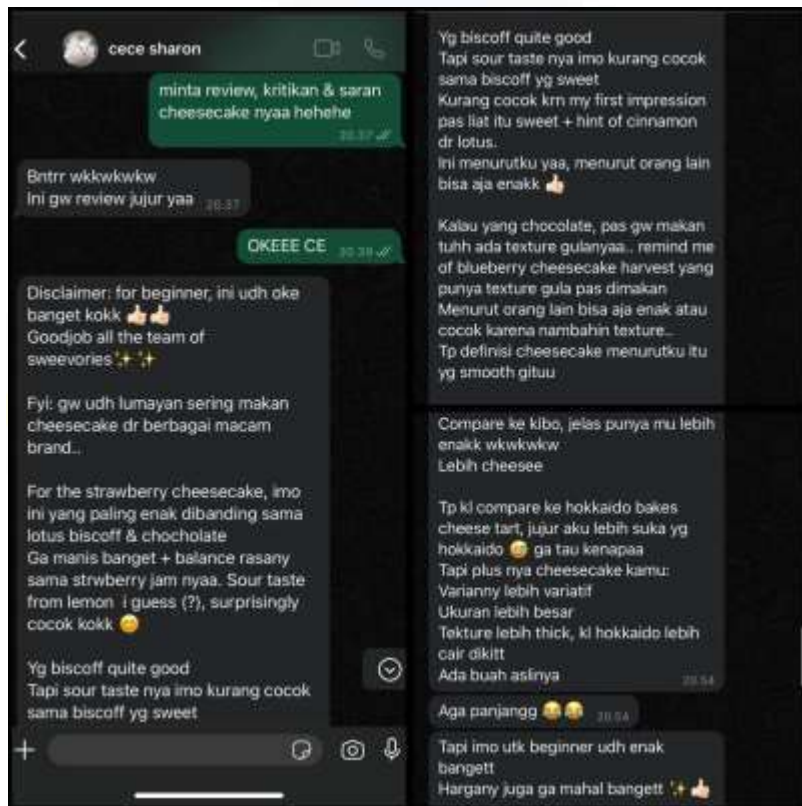 cece sharon
minta review, kritikan & saran
cheesecake nyaa hehehe
20.37
Bntrr wkkwkwkw
Ini gw review jujur yaa 20.37
OKEEE CE 20.38
Disclaimer: for beginner, ini udh oke
banget kokk 👍🏻👍🏻
Goodjob all the team of
sweevories✨✨
Fyi: gw udh lumayan sering makan
cheesecake dr berbagai macam
brand..
For the strawberry cheesecake, imo
ini yang paling enak dibanding sama
lotus biscoff & chocholate
Ga manis banget + balance rasany
sama strwberry jam nyaa. Sour taste
from lemon i guess (?), surprisingly
cocok kokk 😊
Yg biscoff quite good
Tapi sour taste nya imo kurang cocok
sama biscoff yg sweet
Yg biscoff quite good
Tapi sour taste nya imo kurang cocok
sama biscoff yg sweet
Kurang cocok krn my first impression
pas liat itu sweet + hint of cinnamon
dr lotus.
Ini menurutku yaa, menurut orang lain
bisa aja enakk 👍🏻
Kalau yang chocolate, pas gw makan
tuhh ada texture gulanyaa.. remind me
of blueberry cheesecake harvest yang
punya texture gula pas dimakan
Menurut orang lain bisa aja enak atau
cocok karena nambahin texture..
Tp definisi cheesecake menurutku itu
yg smooth gituu
Compare ke kibo, jelas punya mu lebih
enakk wkwkwkw
Lebih cheesee
Tp kl compare ke hokkaido bakes
cheese tart, jujur aku lebih suka yg
hokkaido 😅 ga tau kenapaa
Tapi plus nya cheesecake kamu:
Varianny lebih variatif
Ukuran lebih besar
Tekture lebih thick, kl hokkaido lebih
cair dikitt
Ada buah aslinya 20.54
Aga panjangg 😂😂 20.54
Tapi imo utk beginner udh enak
bangett
Hargany juga ga mahal bangett ✨👍🏻